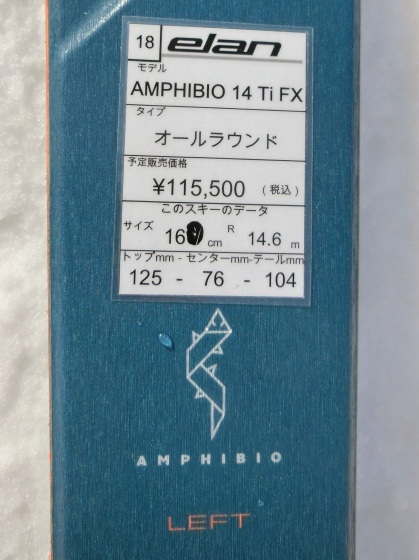 18 elan
モデル
AMPHIBIO 14 Ti FX
タイプ
オールラウンド
予定販売価格
¥115,500 (税込)
このスキーのデータ
サイズ 16 cm R 14.6 m
トップmm - センターmm-テールmm
125 - 76 - 104
AMPHIBIO
LEFT